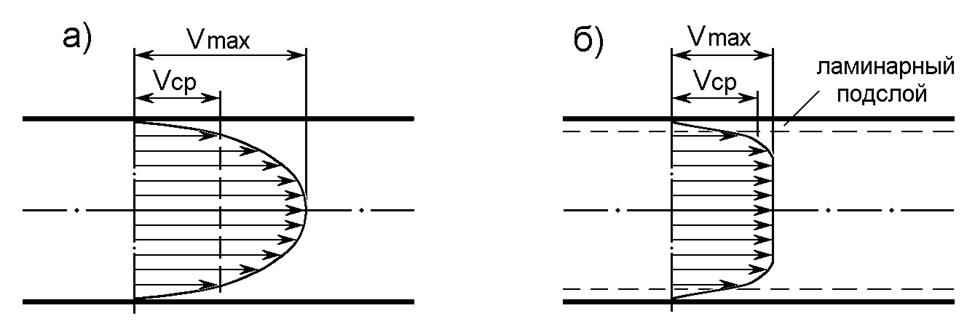 а)
Vmax
Vср
б)
Vmax
Vср
ламинарный
подслой